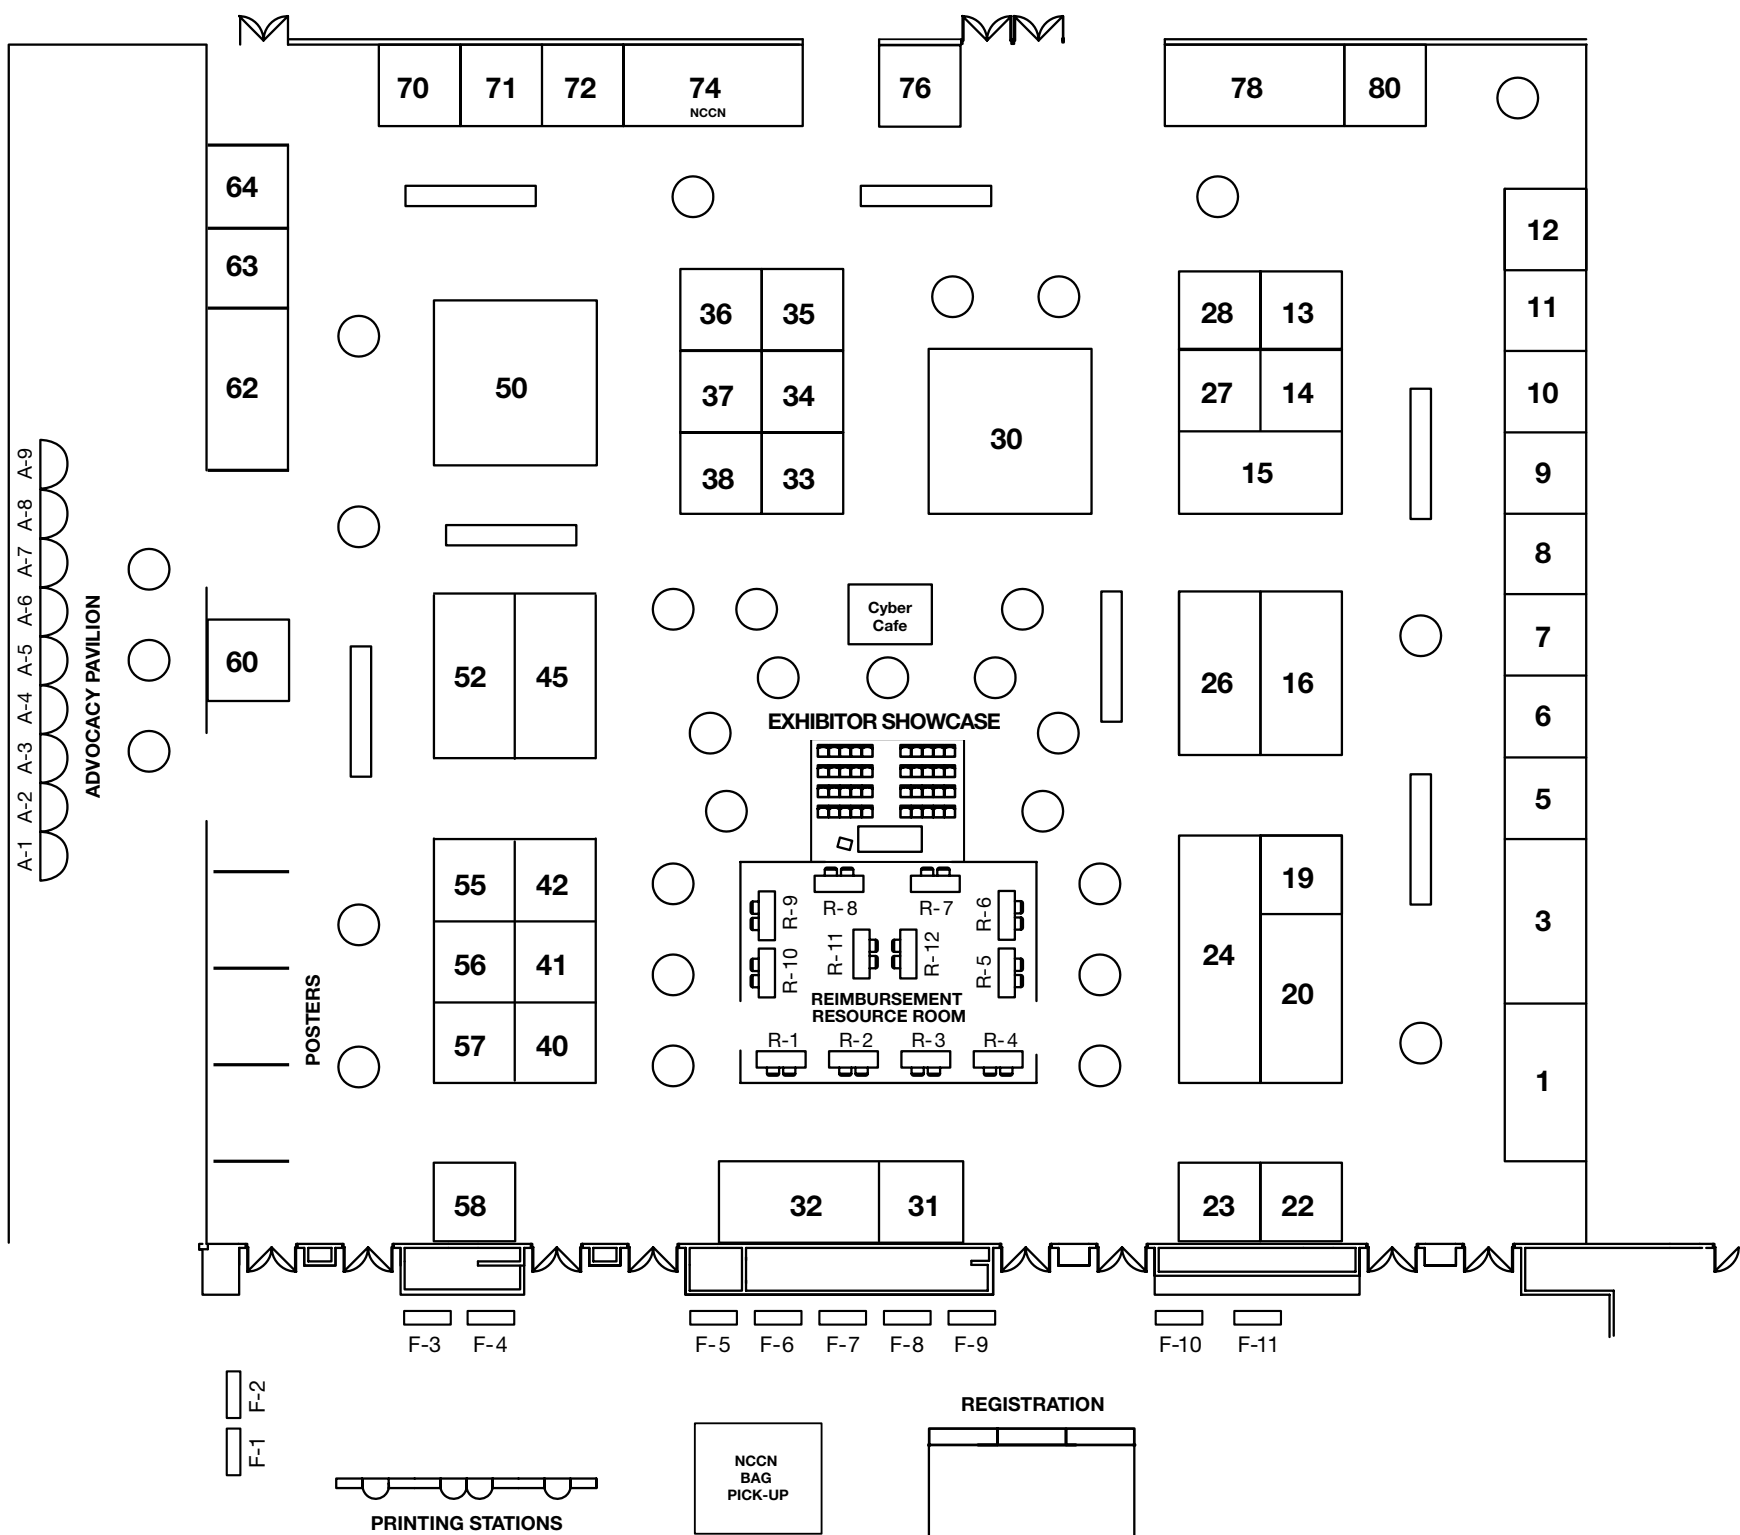 70 71 72 74 76 78 80
NCCN
64
12
63
36 35 28 13 11
62 50 37 34 27 14 10
30
38 33 15 9
A-9
A-8
A-7
A-6
A-5
A-4
A-3
A-2
A-1
ADVOCACY PAVILION
8
Cyber
Cafe
60 52 45 26 16 7
6
EXHIBITOR SHOWCASE
5
55 42 19
R-9 R-8 R-7 R-6
3
56 41 24
R-10 R-11 R-12 R-5
20
REIMBURSEMENT
RESOURCE ROOM
POSTERS
57 40
R-1 R-2 R-3 R-4
1
58 32 31 23 22
F-3 F-4 F-5 F-6 F-7 F-8 F-9 F-10 F-11
F-2
F-1
REGISTRATION
NCCN
BAG
PICK-UP
PRINTING STATIONS